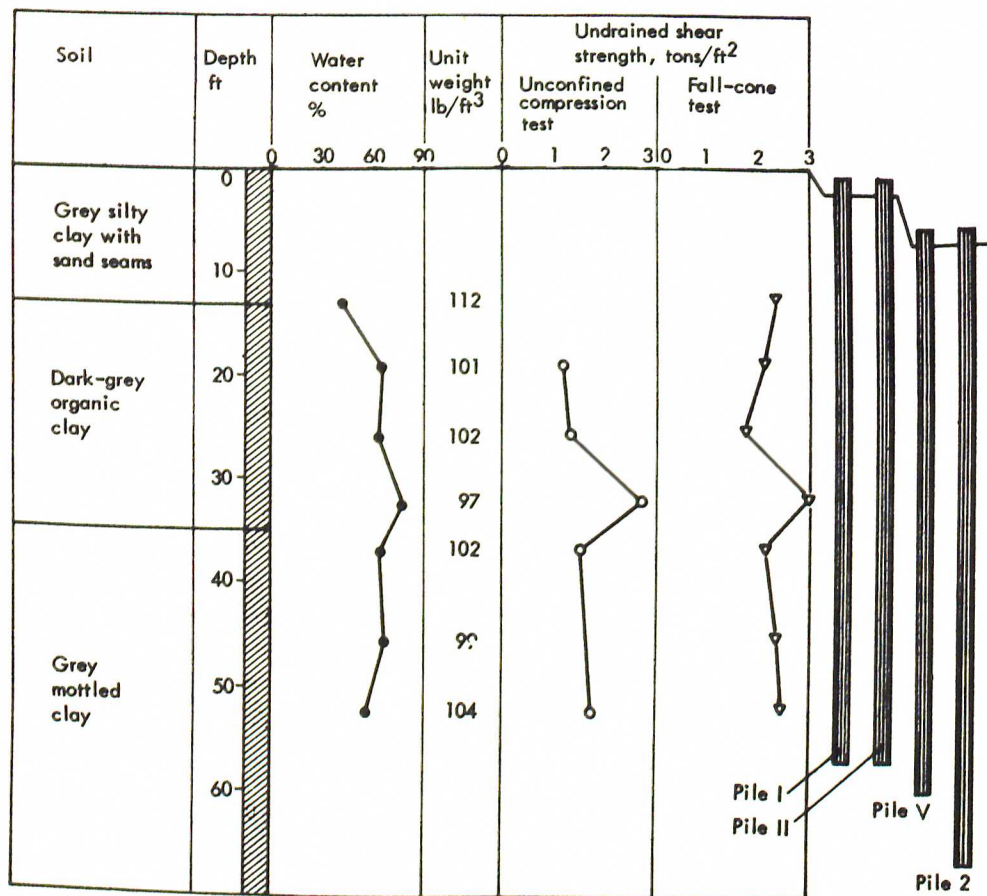 Soil
Depth
ft
Water
content
%
Unit
weight
lb/ft³
Undrained shear
strength, tons/ft²
Unconfined
compression
test
Fall-cone
test
0 30 60 90 0 1 2 3 0 1 2 3
0
10
20
30
40
50
60
Grey silty
clay with
sand seams
Dark-grey
organic
clay
Grey
mottled
clay
112
101
102
97
102
104
Pile I
Pile II
Pile V
Pile 2